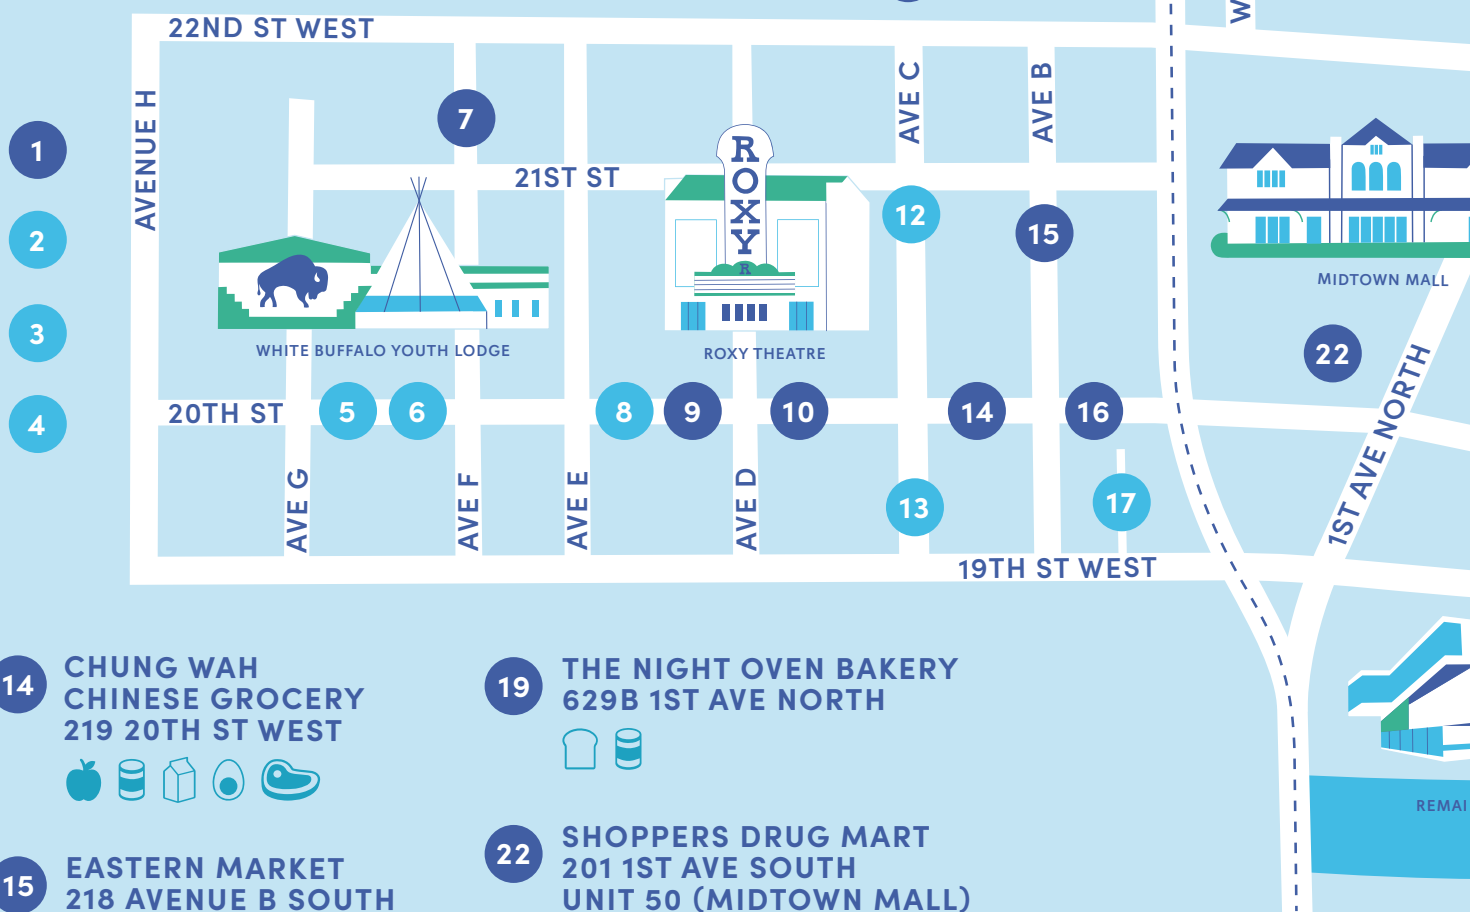 22ND ST WEST
W
AVENUE H
AVE C
AVE B
1
7
21ST ST
ROXY
R
12
15
2
MIDTOWN MALL
3
WHITE BUFFALO YOUTH LODGE
ROXY THEATRE
22
1ST AVE NORTH
4
20TH ST
5
6
8
9
10
14
16
AVE G
AVE F
AVE E
AVE D
13
17
19TH ST WEST
14
CHUNG WAH
CHINESE GROCERY
219 20TH ST WEST
15
EASTERN MARKET
218 AVENUE B SOUTH
19
THE NIGHT OVEN BAKERY
629B 1ST AVE NORTH
22
SHOPPERS DRUG MART
201 1ST AVE SOUTH
UNIT 50 (MIDTOWN MALL)
REMAI